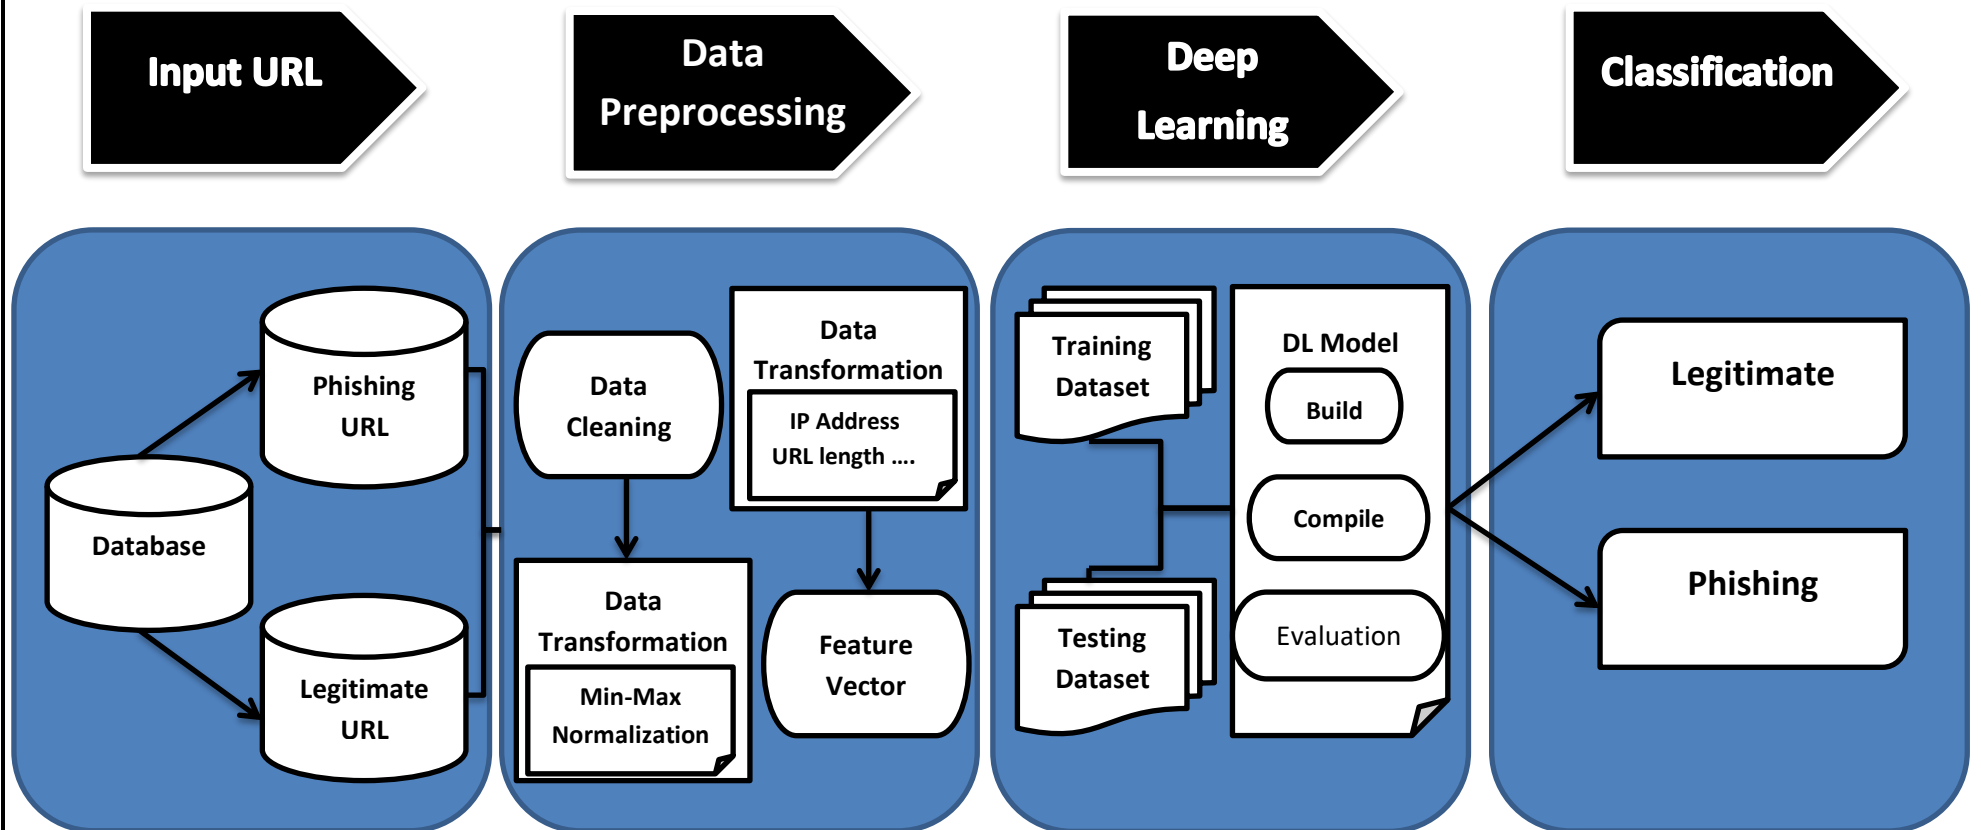 Input URL
Data
Preprocessing
Deep
Learning
Classification
Database
Phishing
URL
Legitimate
URL
Data
Cleaning
Data
Transformation
Min-Max
Normalization
Data
Transformation
IP Address
URL length ....
Feature
Vector
Training
Dataset
Testing
Dataset
DL Model
Build
Compile
Evaluation
Legitimate
Phishing